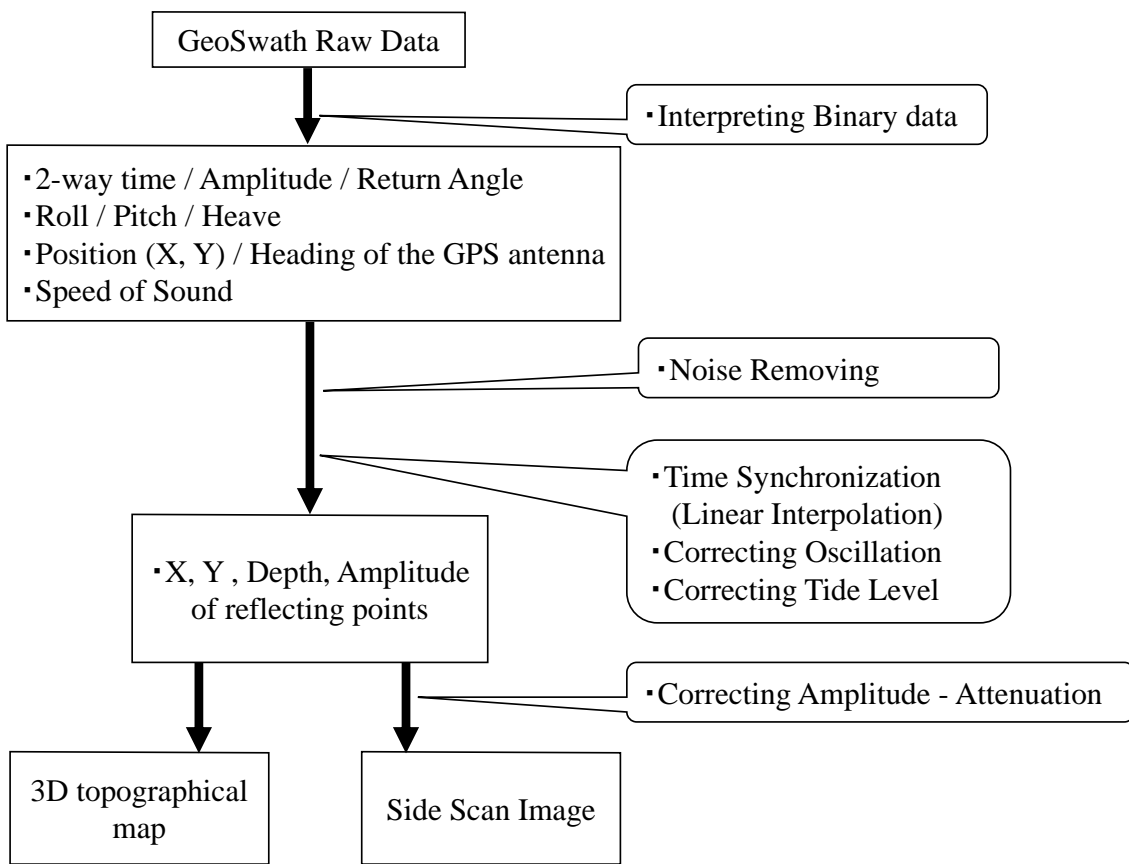 GeoSwath Raw Data
・Interpreting Binary data
・2-way time / Amplitude / Return Angle
・Roll / Pitch / Heave
・Position (X, Y) / Heading of the GPS antenna
・Speed of Sound
・Noise Removing
・Time Synchronization
(Linear Interpolation)
・Correcting Oscillation
・Correcting Tide Level
・X, Y , Depth, Amplitude
of reflecting points
・Correcting Amplitude - Attenuation
3D topographical
map
Side Scan Image